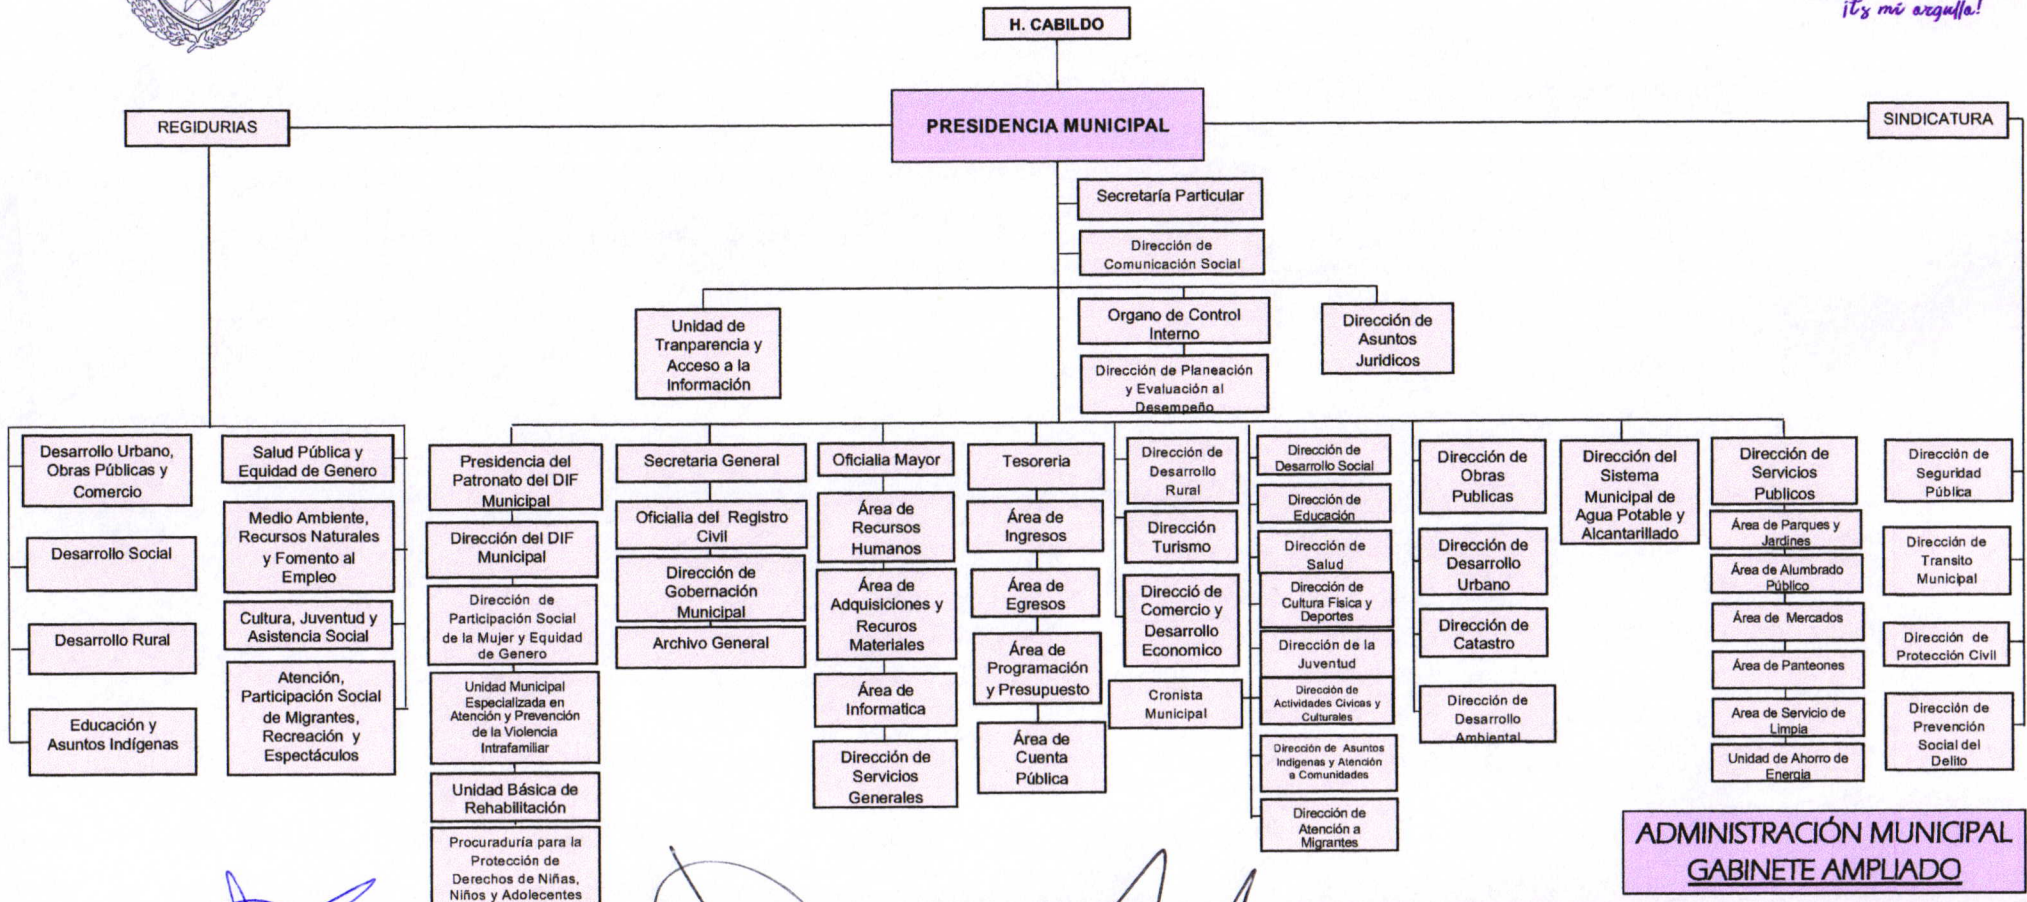 ¡Es mi orgullo!
H. CABILDO
REGIDURIAS
PRESIDENCIA MUNICIPAL
SINDICATURA
Secretaría Particular
Dirección de
Comunicación Social
Unidad de
Tranparencia y
Acceso a la
Información
Organo de Control
Interno
Dirección de Planeación
y Evaluación al
Desempeño
Dirección de
Asuntos
Juridicos
Desarrollo Urbano,
Obras Públicas y
Comercio
Desarrollo Social
Desarrollo Rural
Educación y
Asuntos Indígenas
Salud Pública y
Equidad de Genero
Medio Ambiente,
Recursos Naturales
y Fomento al
Empleo
Cultura, Juventud y
Asistencia Social
Atención,
Participación Social
de Migrantes,
Recreación y
Espectáculos
Presidencia del
Patronato del DIF
Municipal
Dirección del DIF
Municipal
Dirección de
Participación Social
de la Mujer y Equidad
de Genero
Unidad Municipal
Especializada en
Atención y Prevención
de la Violencia
Intrafamiliar
Unidad Básica de
Rehabilitación
Procuraduría para la
Protección de
Derechos de Niñas,
Niños y Adolecentes
Secretaria General
Oficialia del Registro
Civil
Dirección de
Gobernación
Municipal
Archivo General
Oficialia Mayor
Área de
Recursos
Humanos
Área de
Adquisiciones y
Recuros
Materiales
Área de
Informatica
Dirección de
Servicios
Generales
Tesoreria
Área de
Ingresos
Área de
Egresos
Área de
Programación
y Presupuesto
Área de
Cuenta
Pública
Dirección de
Desarrollo
Rural
Dirección
Turismo
Direcció de
Comercio y
Desarrollo
Economico
Cronista
Municipal
Dirección de
Desarrollo Social
Dirección de
Educación
Dirección de
Salud
Dirección de
Cultura Fisica y
Deportes
Dirección de la
Juventud
Dirección de
Actividades Civicas y
Culturales
Dirección de Asuntos
Indigenas y Atención
a Comunidades
Dirección de
Atención a
Migrantes
Dirección de
Obras
Publicas
Dirección de
Desarrollo
Urbano
Dirección de
Catastro
Dirección de
Desarrollo
Ambiental
Dirección del
Sistema
Municipal de
Agua Potable y
Alcantarillado
Dirección de
Servicios
Publicos
Área de Parques y
Jardines
Área de Alumbrado
Público
Área de Mercados
Área de Panteones
Area de Servicio de
Limpia
Unidad de Ahorro de
Energia
Dirección de
Seguridad
Pública
Dirección de
Transito
Municipal
Dirección de
Protección Civil
Dirección de
Prevención
Social del
Delito
ADMINISTRACIÓN MUNICIPAL
GABINETE AMPLIADO